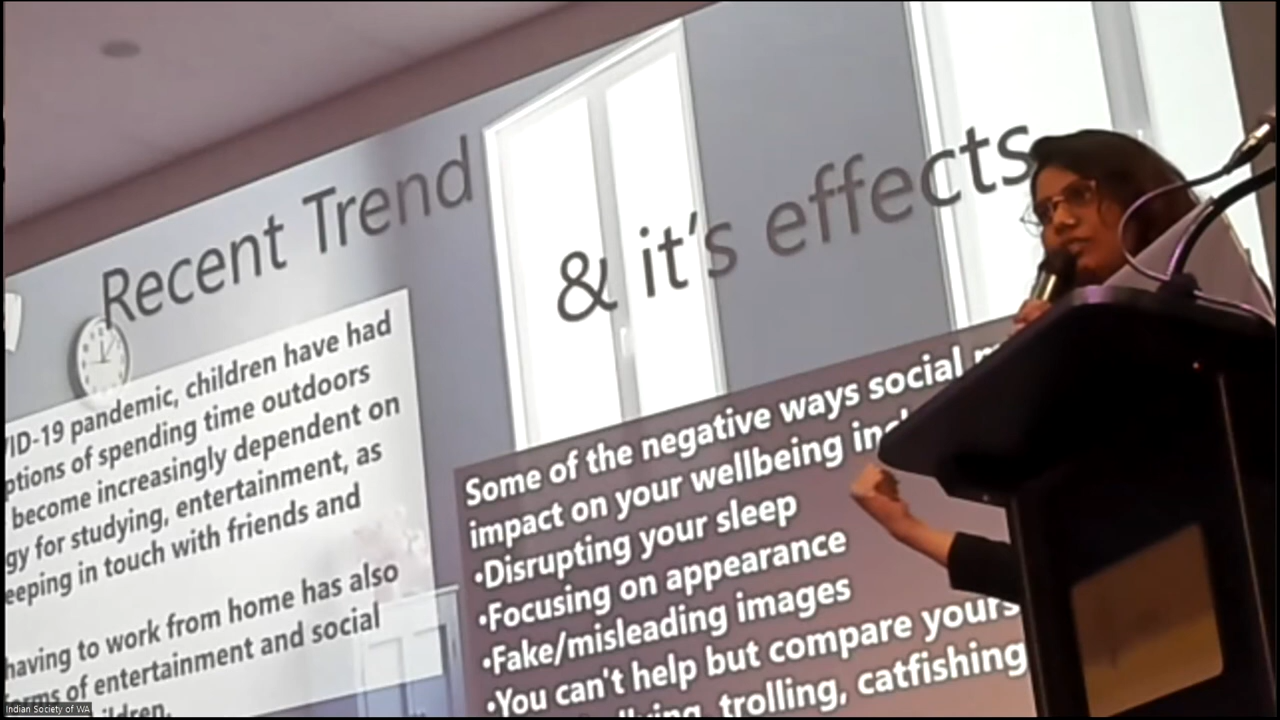 Recent Trend
& it's effects
ID-19 pandemic, children have had
ptions of spending time outdoors
become increasingly dependent on
gy for studying, entertainment, as
eeping in touch with friends and
having to work from home has also
of entertainment and social
Some of the negative ways social
impact on your wellbeing
•Disrupting your sleep
•Focusing on appearance
•Fake/misleading images
•You can't help but compare yours
trolling, catfishing
Indian Society of WA